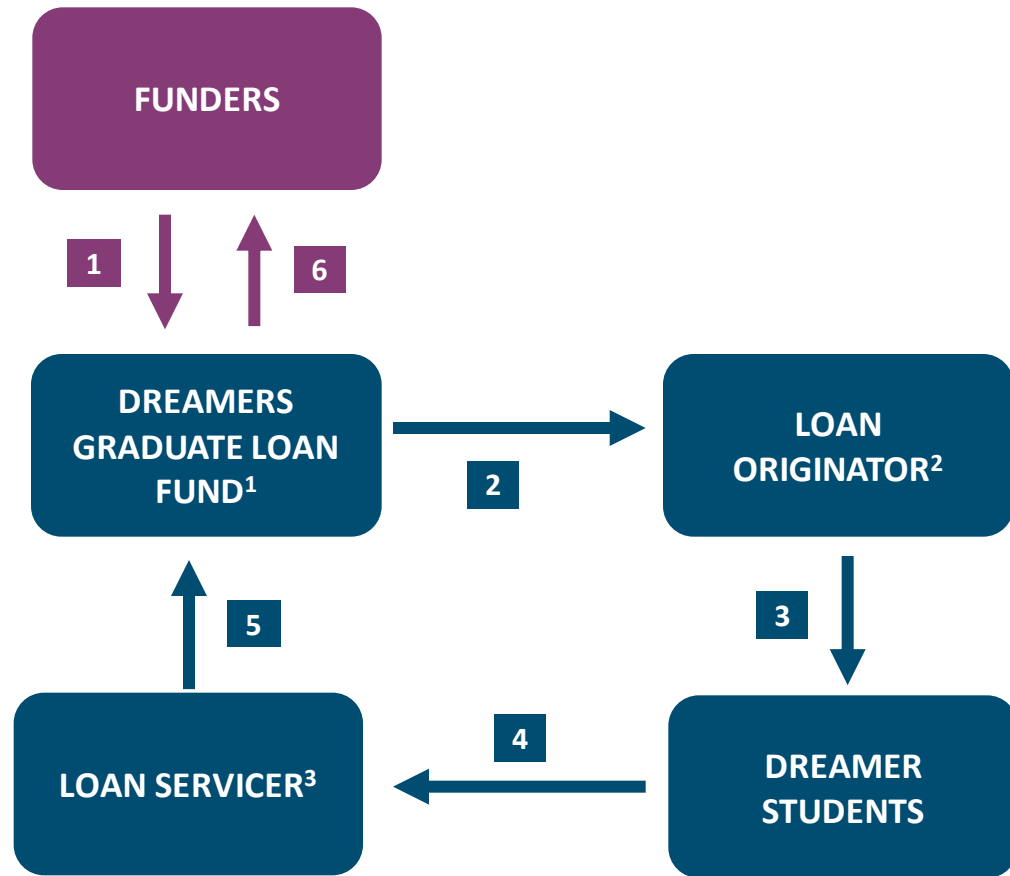 FUNDERS
1
6
DREAMERS
GRADUATE LOAN
FUND¹
2
LOAN
ORIGINATOR²
3
5
4
LOAN SERVICER³
DREAMER
STUDENTS